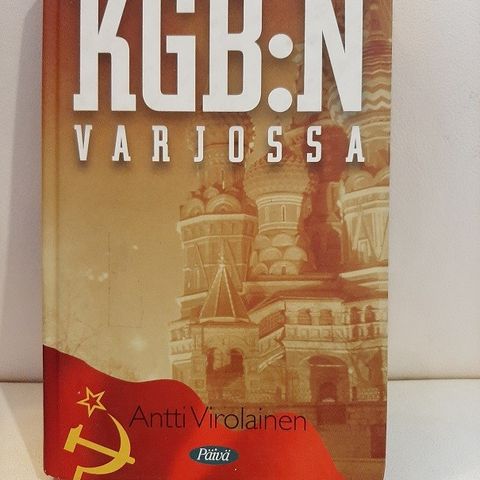 KGB:N
VARJOSSA
Antti Virolainen
Päivä